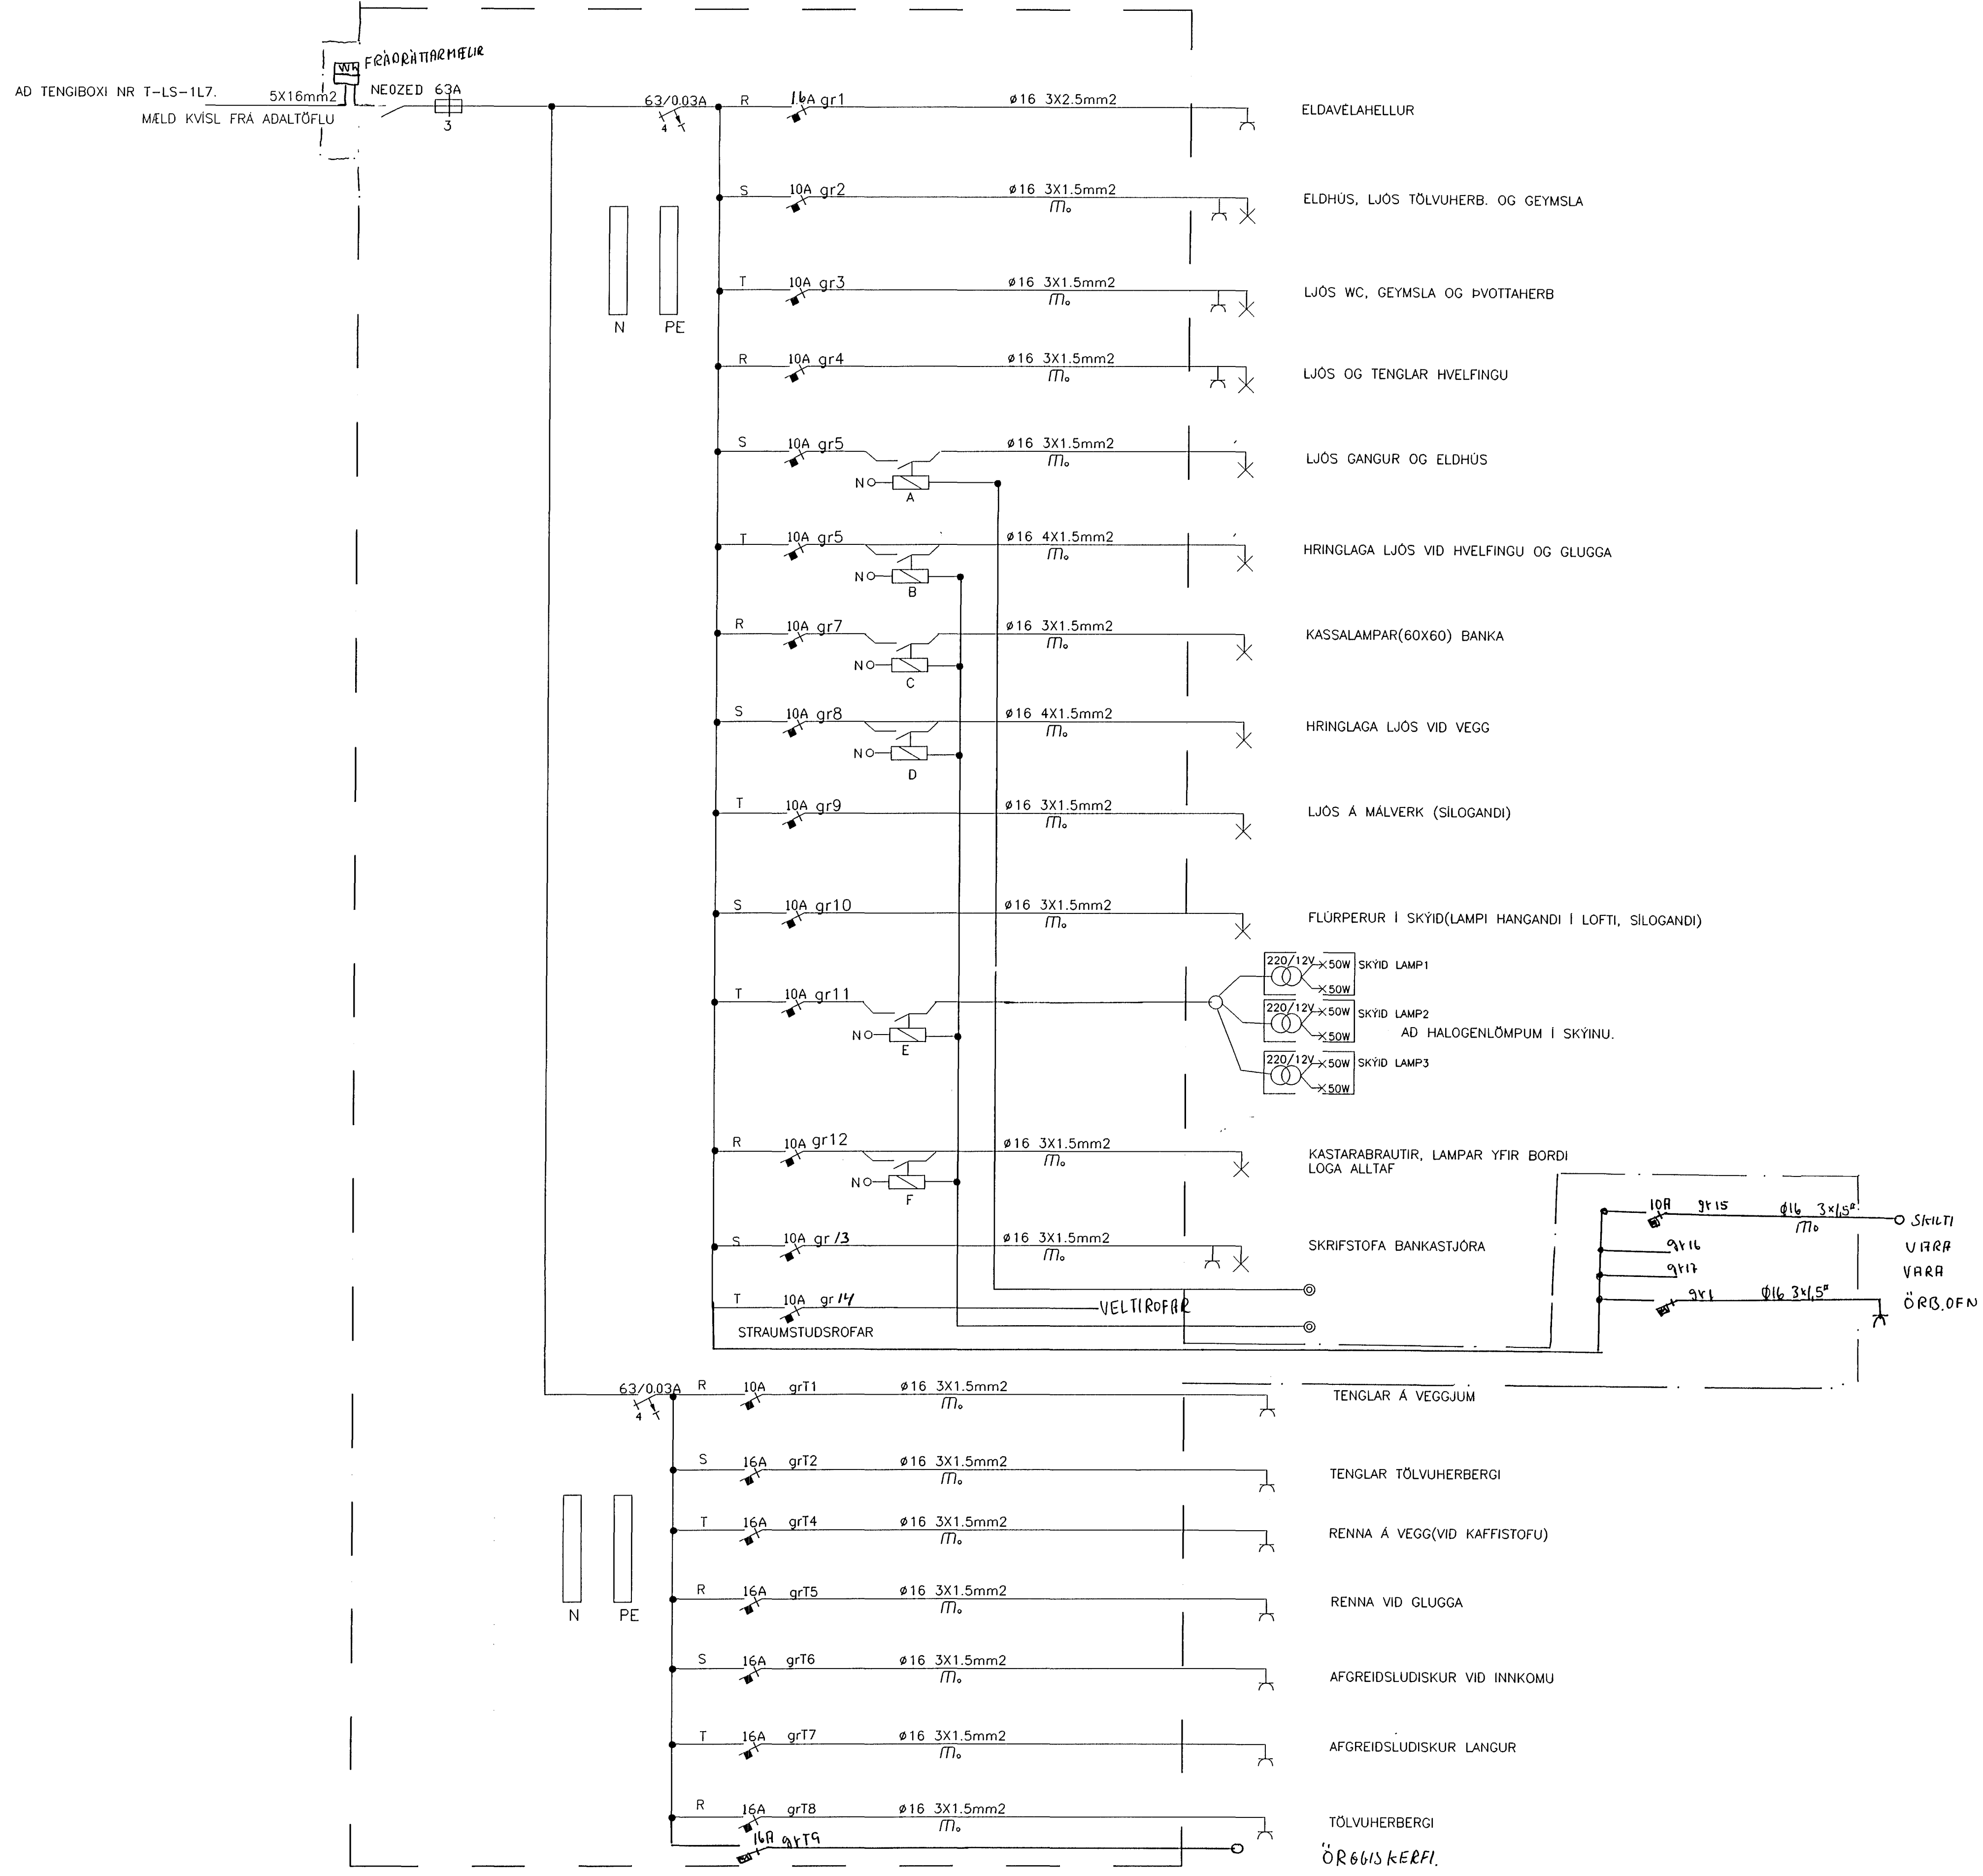 FRÁDRÁTTARMÆLIR
Wh
AD TENGIBOXI NR T-LS-1L7.
5X16mm2
NEOZED 63A
3
MÆLD KVÍSL FRÁ ADALTÖFLU
63/0.03A
4
R 16A gr1 ø16 3X2.5mm2 ELDAVÉLAHELLUR
S 10A gr2 ø16 3X1.5mm2 ELDHÚS, LJÓS TÖLVUHERB. OG GEYMSLA
N PE
T 10A gr3 ø16 3X1.5mm2 LJÓS WC, GEYMSLA OG ÞVOTTAHERB
R 10A gr4 ø16 3X1.5mm2 LJÓS OG TENGLAR HVELFINGU
S 10A gr5 ø16 3X1.5mm2 LJÓS GANGUR OG ELDHÚS
N A
T 10A gr5 ø16 4X1.5mm2 HRINGLAGA LJÓS VID HVELFINGU OG GLUGGA
N B
R 10A gr7 ø16 3X1.5mm2 KASSALAMPAR(60X60) BANKA
N C
S 10A gr8 ø16 4X1.5mm2 HRINGLAGA LJÓS VID VEGG
N D
T 10A gr9 ø16 3X1.5mm2 LJÓS Á MÁLVERK (SÍLOGANDI)
S 10A gr10 ø16 3X1.5mm2 FLÚRPERUR Í SKÝID(LAMPI HANGANDI Í LOFTI, SÍLOGANDI)
T 10A gr11
N E
220/12V 50W SKÝID LAMP1
50W
220/12V 50W SKÝID LAMP2
50W AD HALOGENLÖMPUM Í SKÝINU.
220/12V 50W SKÝID LAMP3
50W
R 10A gr12 ø16 3X1.5mm2 KASTARABRAUTIR, LAMPAR YFIR BORDI
LOGA ALLTAF
N F
S 10A gr13 ø16 3X1.5mm2 SKRIFSTOFA BANKASTJÓRA
T 10A gr14 VELTIROFAR
STRAUMSTUDSROFAR
10A gr15 ø16 3x1,5" SKILTI
gr16 VARA
gr17 VARA
gr1 ø16 3x1,5" ÖRB.OFN
63/0.03A
4
R 10A grT1 ø16 3X1.5mm2 TENGLAR Á VEGGJUM
S 16A grT2 ø16 3X1.5mm2 TENGLAR TÖLVUHERBERGI
T 16A grT4 ø16 3X1.5mm2 RENNA Á VEGG(VID KAFFISTOFU)
N PE
R 16A grT5 ø16 3X1.5mm2 RENNA VID GLUGGA
S 16A grT6 ø16 3X1.5mm2 AFGREIDSLUDISKUR VID INNKOMU
T 16A grT7 ø16 3X1.5mm2 AFGREIDSLUDISKUR LANGUR
R 16A grT8 ø16 3X1.5mm2 TÖLVUHERBERGI
16A grT9 ÖRGGISKERFI.